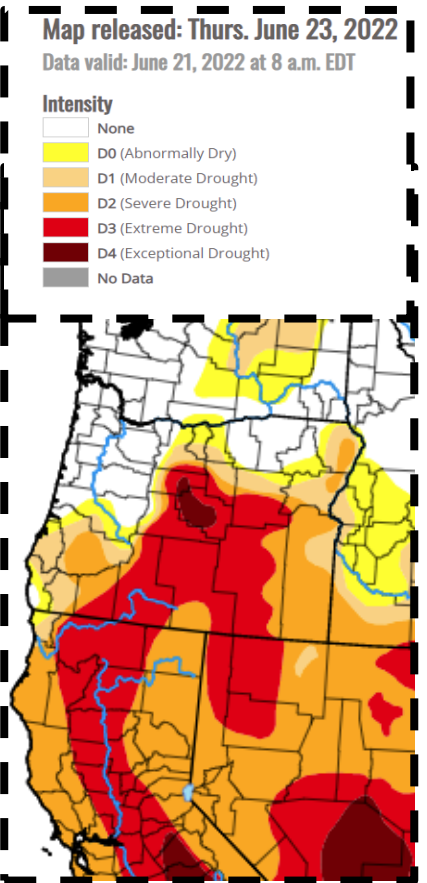 Map released: Thurs. June 23, 2022
Data valid: June 21, 2022 at 8 a.m. EDT
Intensity
None
D0 (Abnormally Dry)
D1 (Moderate Drought)
D2 (Severe Drought)
D3 (Extreme Drought)
D4 (Exceptional Drought)
No Data